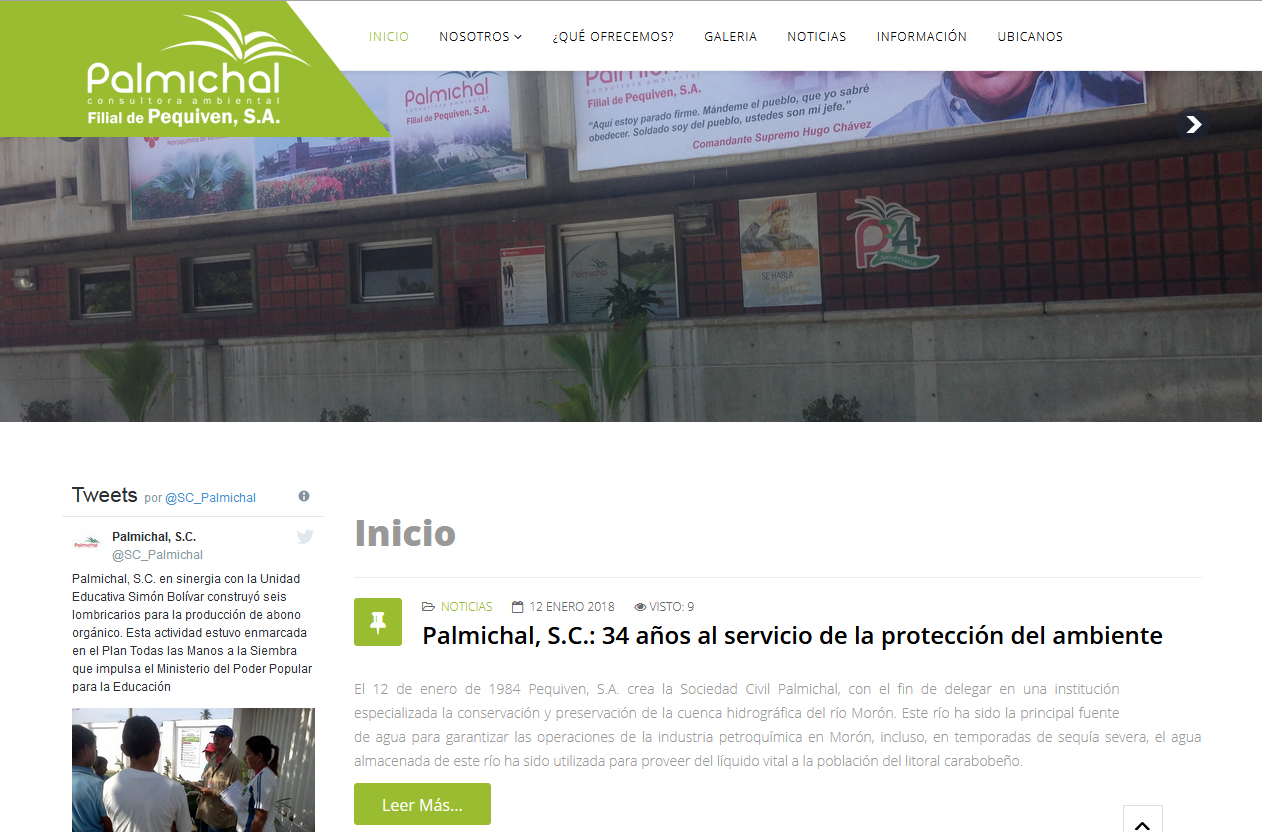 Palmichal
consultora ambiental
Filial de Pequiven, S.A.
INICIO NOSOTROS ¿QUÉ OFRECEMOS? GALERIA NOTICIAS INFORMACIÓN UBICANOS
Palmichal
consultora ambiental
Filial de Pequiven, S.A.
consultora ambiental
Filial de Pequiven, S.A.
“Aquí estoy parado firme. Mándeme el pueblo, que yo sabré
obedecer. Soldado soy del pueblo, ustedes son mi jefe.”
Comandante Supremo Hugo Chávez
Palmichal
SE HABLA
P34
Aniversario
Tweets por @SC_Palmichal
Palmichal, S.C.
@SC_Palmichal
Palmichal, S.C. en sinergia con la Unidad
Educativa Simón Bolívar construyó seis
lombricarios para la producción de abono
orgánico. Esta actividad estuvo enmarcada
en el Plan Todas las Manos a la Siembra
que impulsa el Ministerio del Poder Popular
para la Educación
Inicio
NOTICIAS 12 ENERO 2018 VISTO: 9
Palmichal, S.C.: 34 años al servicio de la protección del ambiente
El 12 de enero de 1984 Pequiven, S.A. crea la Sociedad Civil Palmichal, con el fin de delegar en una institución
especializada la conservación y preservación de la cuenca hidrográfica del río Morón. Este río ha sido la principal fuente
de agua para garantizar las operaciones de la industria petroquímica en Morón, incluso, en temporadas de sequía severa, el agua
almacenada de este río ha sido utilizada para proveer del líquido vital a la población del litoral carabobeño.
Leer Más...